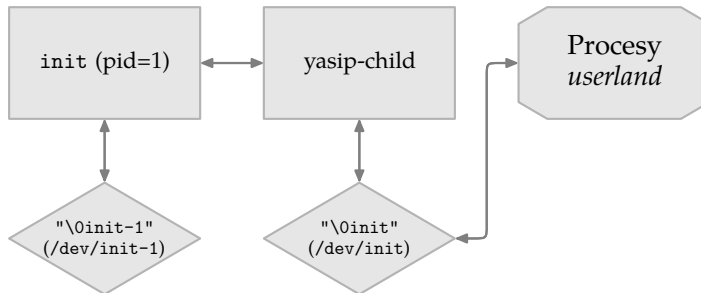 init (pid=1)
yasip-child
Procesy
userland
"\0init-1"
(/dev/init-1)
"\0init"
(/dev/init)